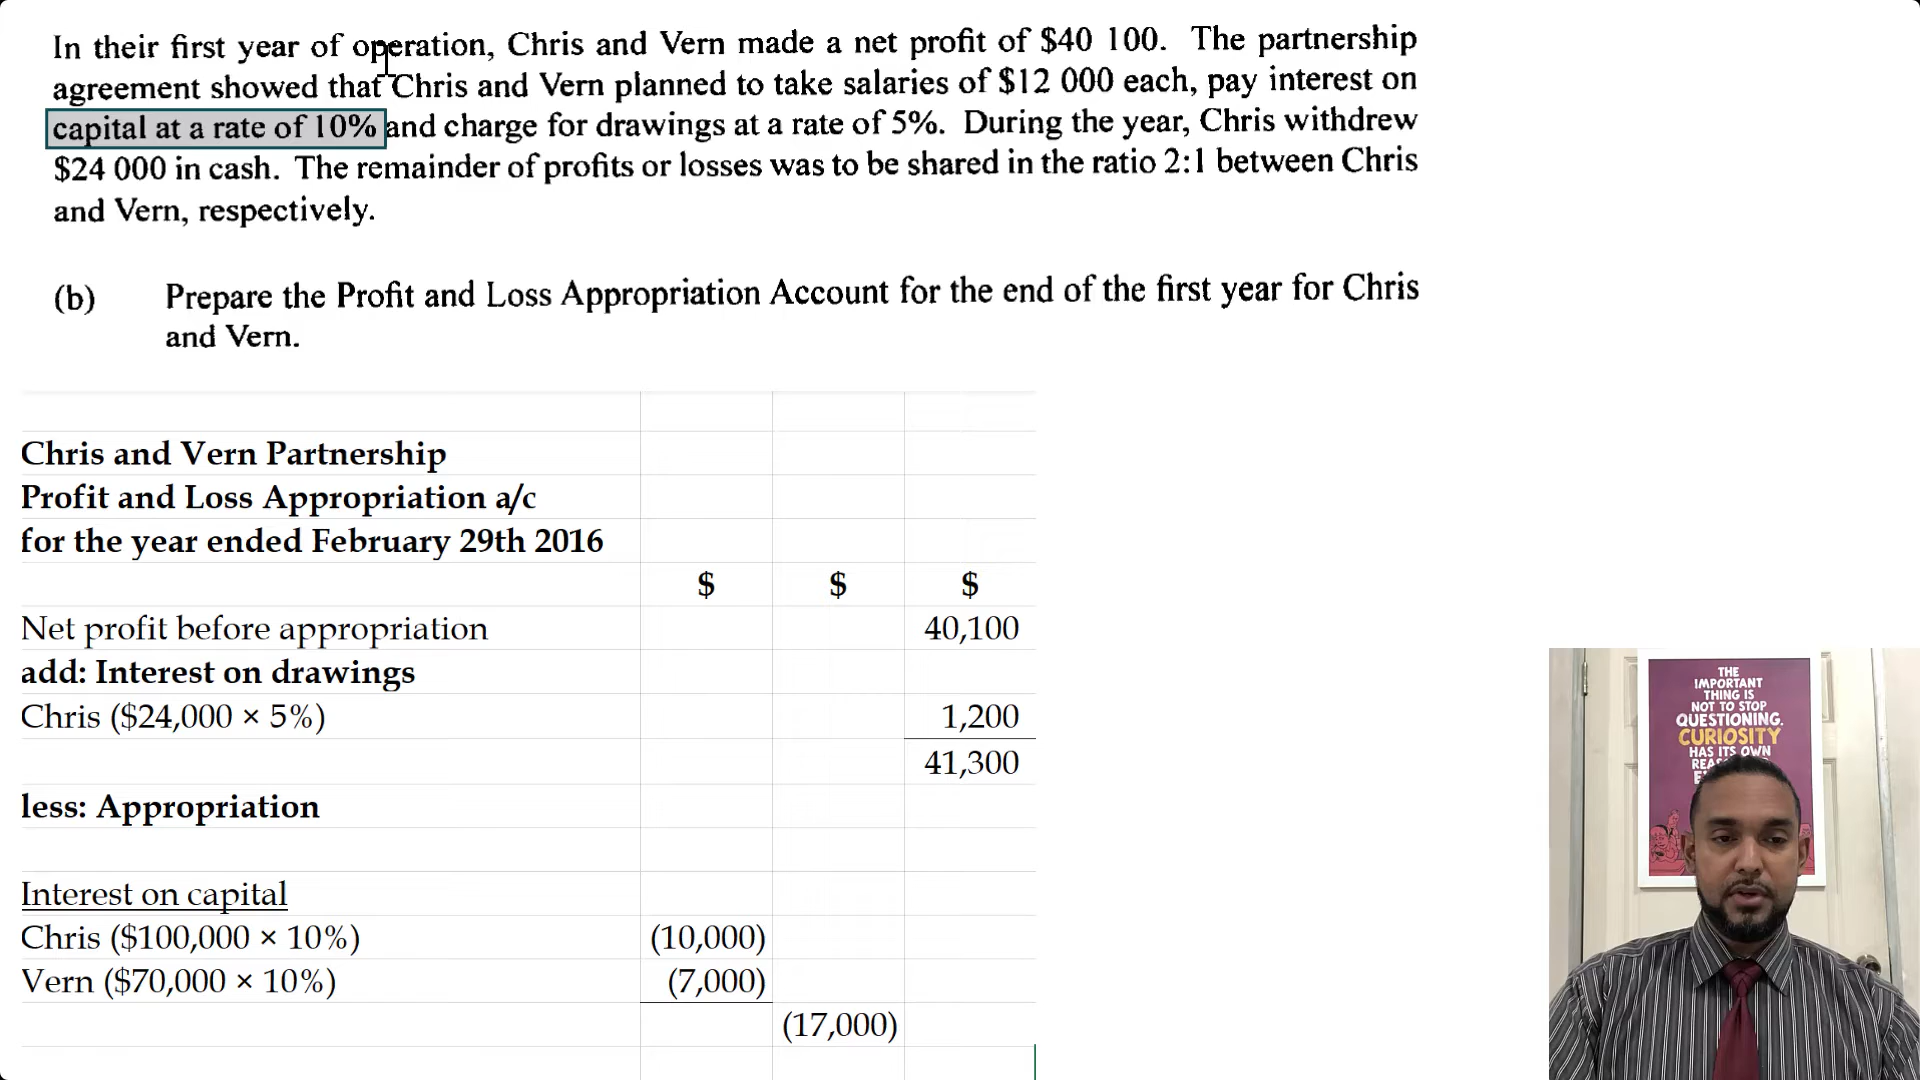 In their first year of operation, Chris and Vern made a net profit of $40 100. The partnership
agreement showed that Chris and Vern planned to take salaries of $12 000 each, pay interest on
capital at a rate of 10% and charge for drawings at a rate of 5%. During the year, Chris withdrew
$24 000 in cash. The remainder of profits or losses was to be shared in the ratio 2:1 between Chris
and Vern, respectively.
(b) Prepare the Profit and Loss Appropriation Account for the end of the first year for Chris
and Vern.
Chris and Vern Partnership
Profit and Loss Appropriation a/c
for the year ended February 29th 2016
$ $ $
Net profit before appropriation 40,100
add: Interest on drawings
Chris ($24,000 × 5%) 1,200
41,300
less: Appropriation
Interest on capital
Chris ($100,000 × 10%) (10,000)
Vern ($70,000 × 10%) (7,000)
(17,000)
THE
IMPORTANT
THING IS
NOT TO STOP
QUESTIONING.
CURIOSITY
HAS ITS OWN